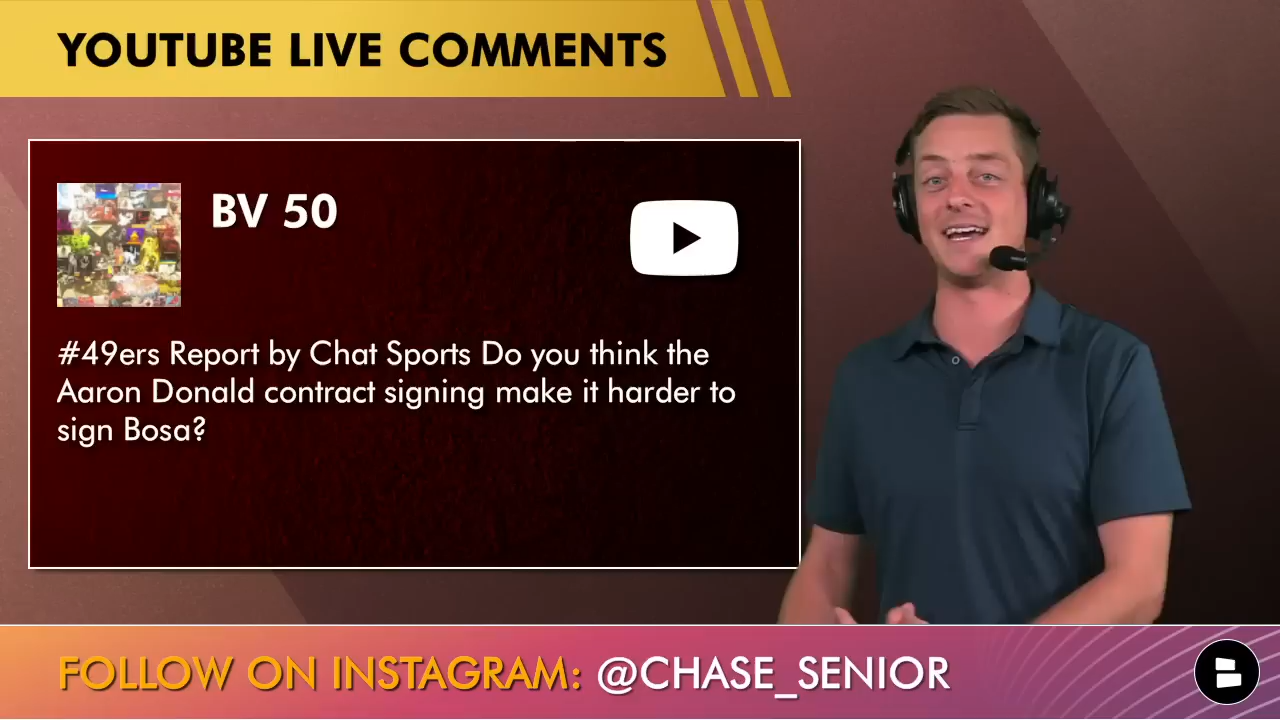 YOUTUBE LIVE COMMENTS
BV 50
#49ers Report by Chat Sports Do you think the
Aaron Donald contract signing make it harder to
sign Bosa?
FOLLOW ON INSTAGRAM: @CHASE_SENIOR